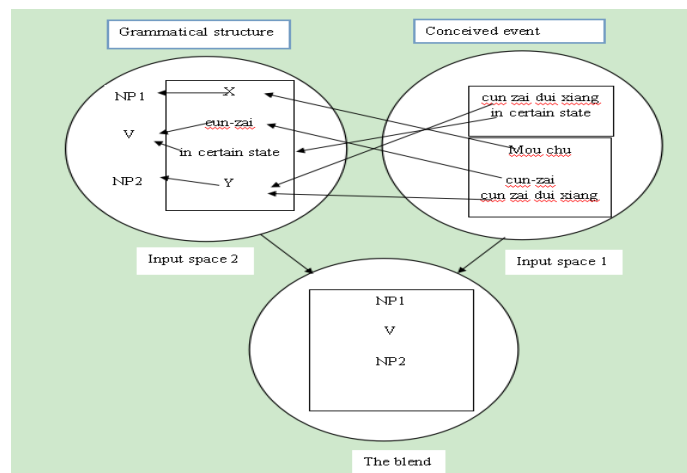 Grammatical structure
Conceived event
NP1
V
NP2
X
cun-zai
in certain state
Y
cun zai dui xiang
in certain state
Mou chu
cun-zai
cun zai dui xiang
Input space 2
Input space 1
NP1
V
NP2
The blend